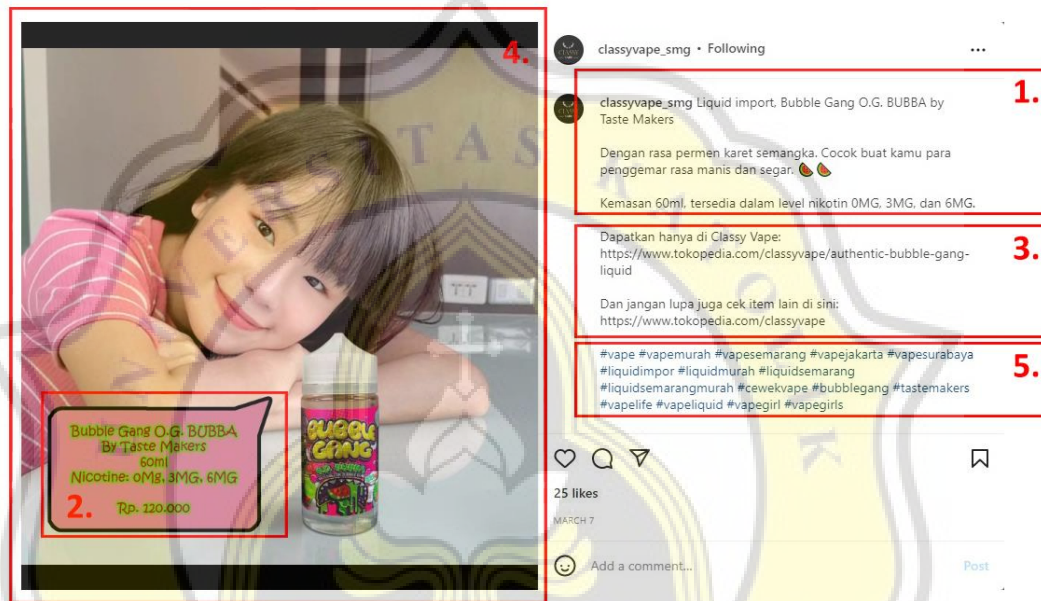 4.
Bubble Gang O.G. BUBBA
By Taste Makers
60ml
Nicotine: 0Mg, 3MG, 6MG
Rp. 120.000
2.
BUBBLE
GANG
classyvape_smg • Following
1.
classyvape_smg Liquid import, Bubble Gang O.G. BUBBA by
Taste Makers
Dengan rasa permen karet semangka. Cocok buat kamu para
penggemar rasa manis dan segar. 🍉 🍉
Kemasan 60ml, tersedia dalam level nikotin 0MG, 3MG, dan 6MG.
3.
Dapatkan hanya di Classy Vape:
https://www.tokopedia.com/classyvape/authentic-bubble-gang-
liquid
Dan jangan lupa juga cek item lain di sini:
https://www.tokopedia.com/classyvape
5.
#vape #vapemurah #vapesemarang #vapejakarta #vapesurabaya
#liquidimpor #liquidmurah #liquidsemarang
#liquidsemarangmurah #cewekvape #bubblegang #tastemakers
#vapelife #vapeliquid #vapegirl #vapegirls
25 likes
MARCH 7
Add a comment...
Post